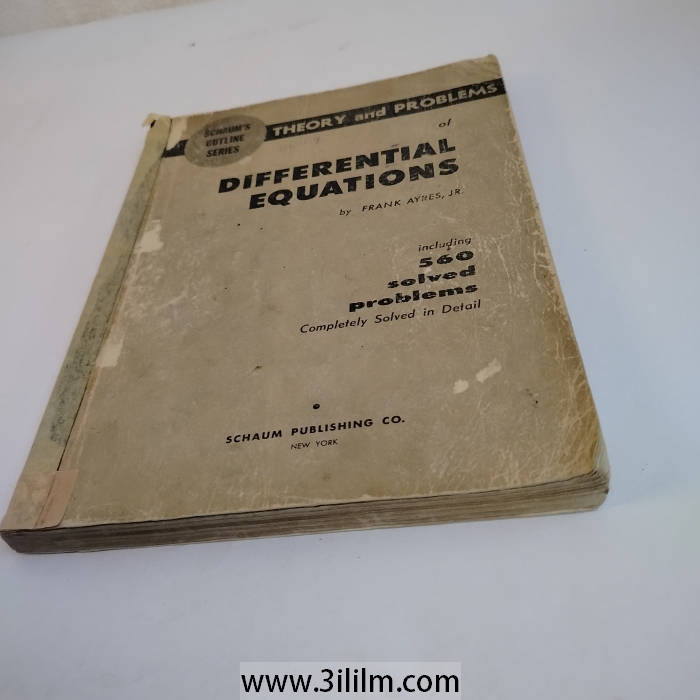 SCHAUM'S
OUTLINE
SERIES
THEORY and PROBLEMS
of
DIFFERENTIAL
EQUATIONS
by FRANK AYRES, JR.
including
560
solved
problems
Completely Solved in Detail
SCHAUM PUBLISHING CO.
NEW YORK
www.3ililm.com